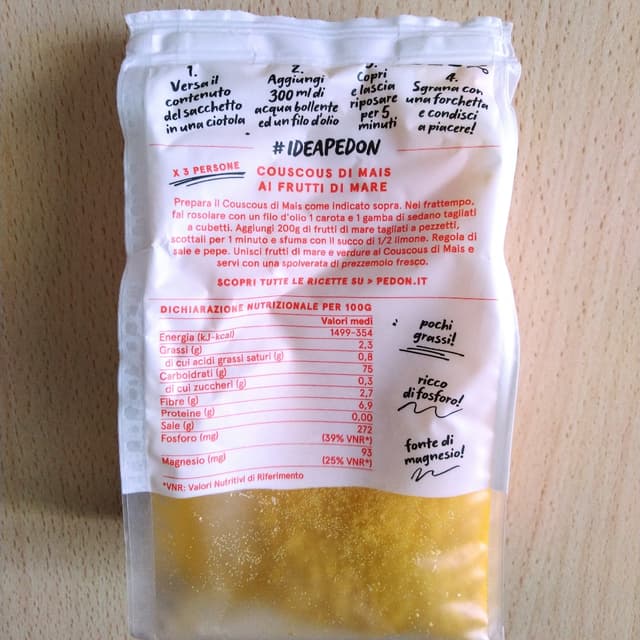 1.
Versa il
contenuto
del sacchetto
in una ciotola
2.
Aggiungi
300 ml di
acqua bollente
ed un filo d'olio
3.
Copri
e lascia
riposare
per 5
minuti
4.
Sgrana con
una forchetta
e condisci
a piacere!
#IDEAPEDON
X 3 PERSONE
COUSCOUS DI MAIS
AI FRUTTI DI MARE
Prepara il Couscous di Mais come indicato sopra. Nel frattempo,
fai rosolare con un filo d'olio 1 carota e 1 gamba di sedano tagliati
a cubetti. Aggiungi 200g di frutti di mare tagliati a pezzetti,
scottali per 1 minuto e sfuma con il succo di 1/2 limone. Regola di
sale e pepe. Unisci frutti di mare e verdure al Couscous di Mais e
servi con una spolverata di prezzemolo fresco.
SCOPRI TUTTE LE RICETTE SU > PEDON.IT
DICHIARAZIONE NUTRIZIONALE PER 100G
Valori medi
Energia (kJ-kcal) 1499-354
Grassi (g) 2,3
di cui acidi grassi saturi (g) 0,8
Carboidrati (g) 75
di cui zuccheri (g) 0,3
Fibre (g) 2,7
Proteine (g) 6,9
Sale (g) 0,00
Fosforo (mg) 272
(39% VNR*)
Magnesio (mg) 93
(25% VNR*)
*VNR: Valori Nutritivi di Riferimento
pochi
grassi!
ricco
di fosforo!
fonte di
magnesio!